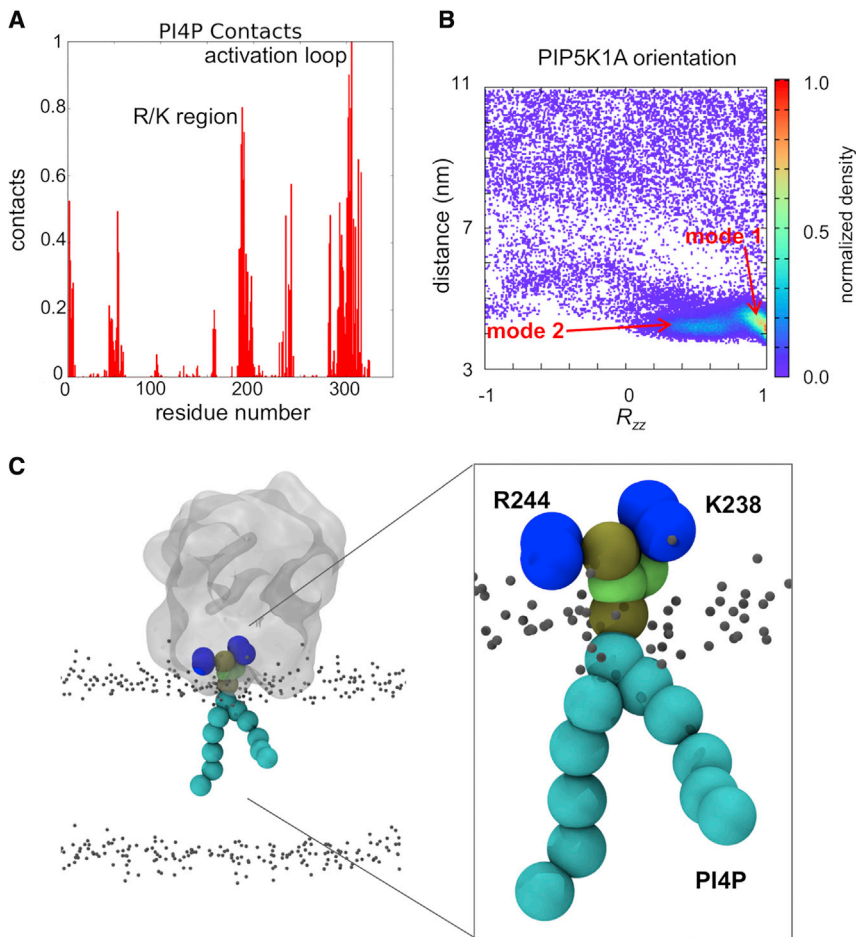 A
PI4P Contacts
activation loop
R/K region
contacts
1
0.8
0.6
0.4
0.2
0
0 100 200 300
residue number
B
PIP5K1A orientation
distance (nm)
11
7
3
mode 1
mode 2
-1 0 1
Rzz
1.0
0.5
0.0
normalized density
C
R244
K238
PI4P